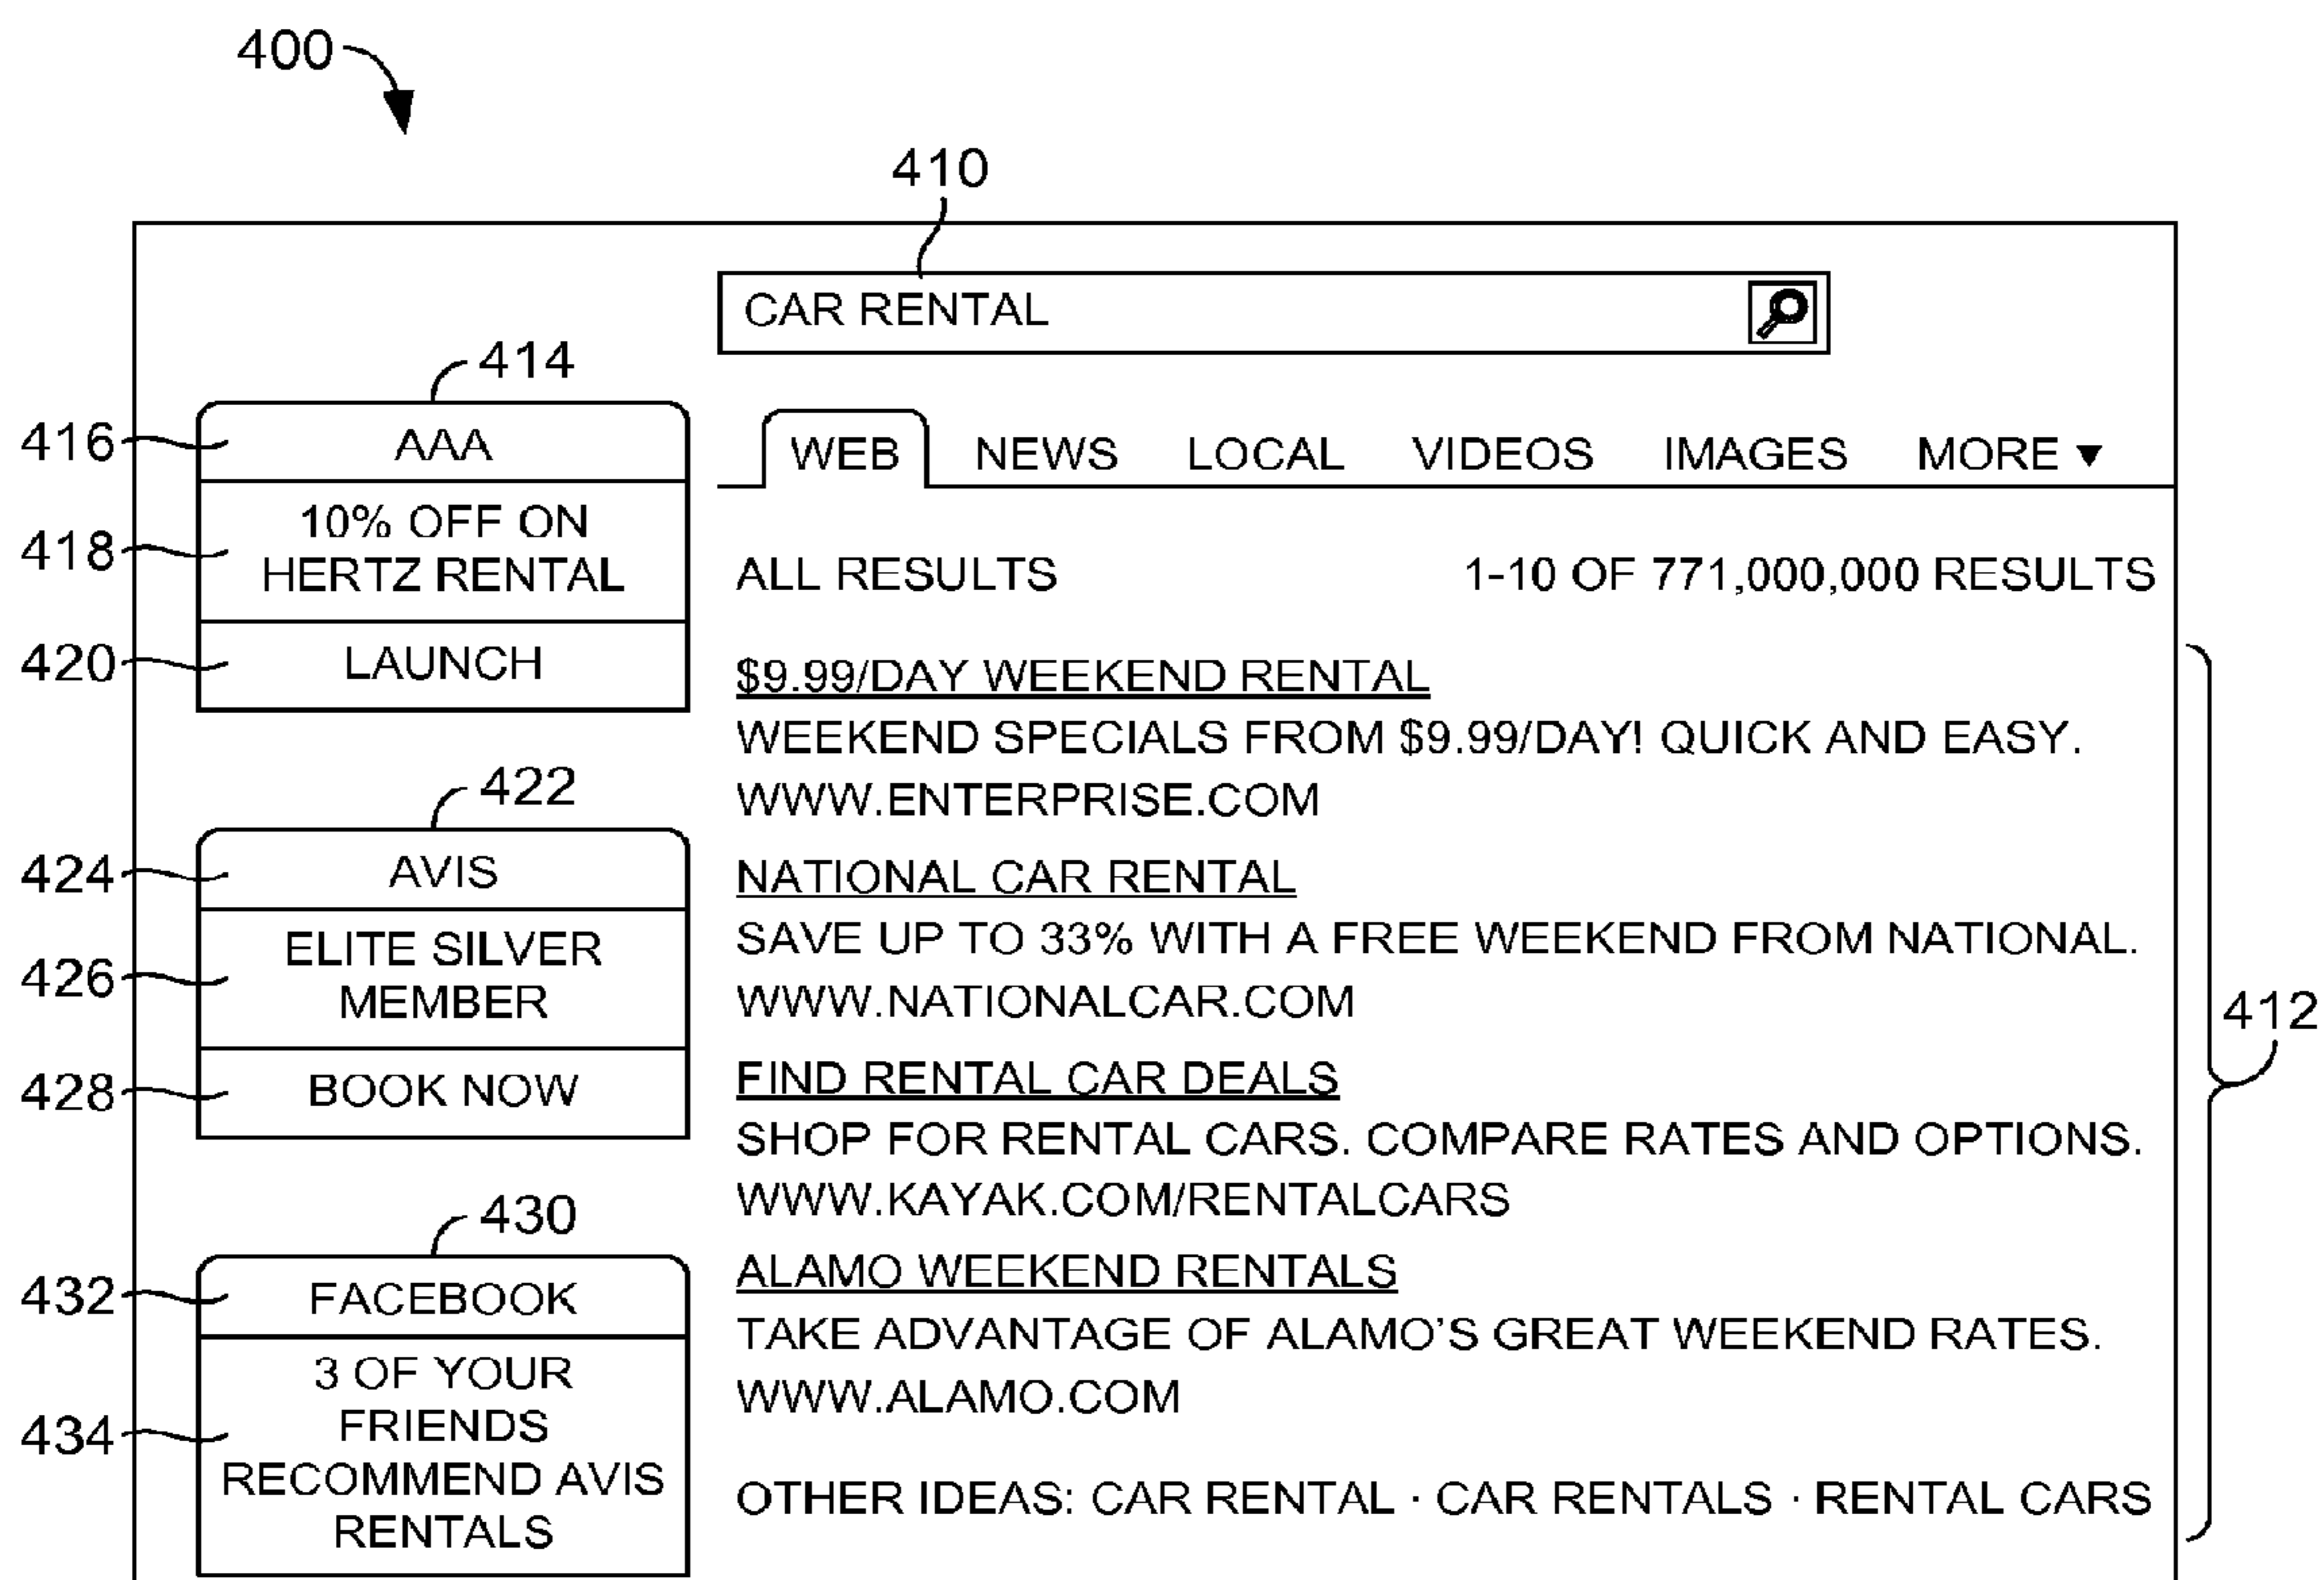 400
410
CAR RENTAL
414
416
AAA
418
10% OFF ON
HERTZ RENTAL
420
LAUNCH
422
424
AVIS
426
ELITE SILVER
MEMBER
428
BOOK NOW
430
432
FACEBOOK
434
3 OF YOUR
FRIENDS
RECOMMEND AVIS
RENTALS
WEB NEWS LOCAL VIDEOS IMAGES MORE ▼
ALL RESULTS 1-10 OF 771,000,000 RESULTS
$9.99/DAY WEEKEND RENTAL
WEEKEND SPECIALS FROM $9.99/DAY! QUICK AND EASY.
WWW.ENTERPRISE.COM
NATIONAL CAR RENTAL
SAVE UP TO 33% WITH A FREE WEEKEND FROM NATIONAL.
WWW.NATIONALCAR.COM
FIND RENTAL CAR DEALS
SHOP FOR RENTAL CARS. COMPARE RATES AND OPTIONS.
WWW.KAYAK.COM/RENTALCARS
ALAMO WEEKEND RENTALS
TAKE ADVANTAGE OF ALAMO'S GREAT WEEKEND RATES.
WWW.ALAMO.COM
OTHER IDEAS: CAR RENTAL · CAR RENTALS · RENTAL CARS
412